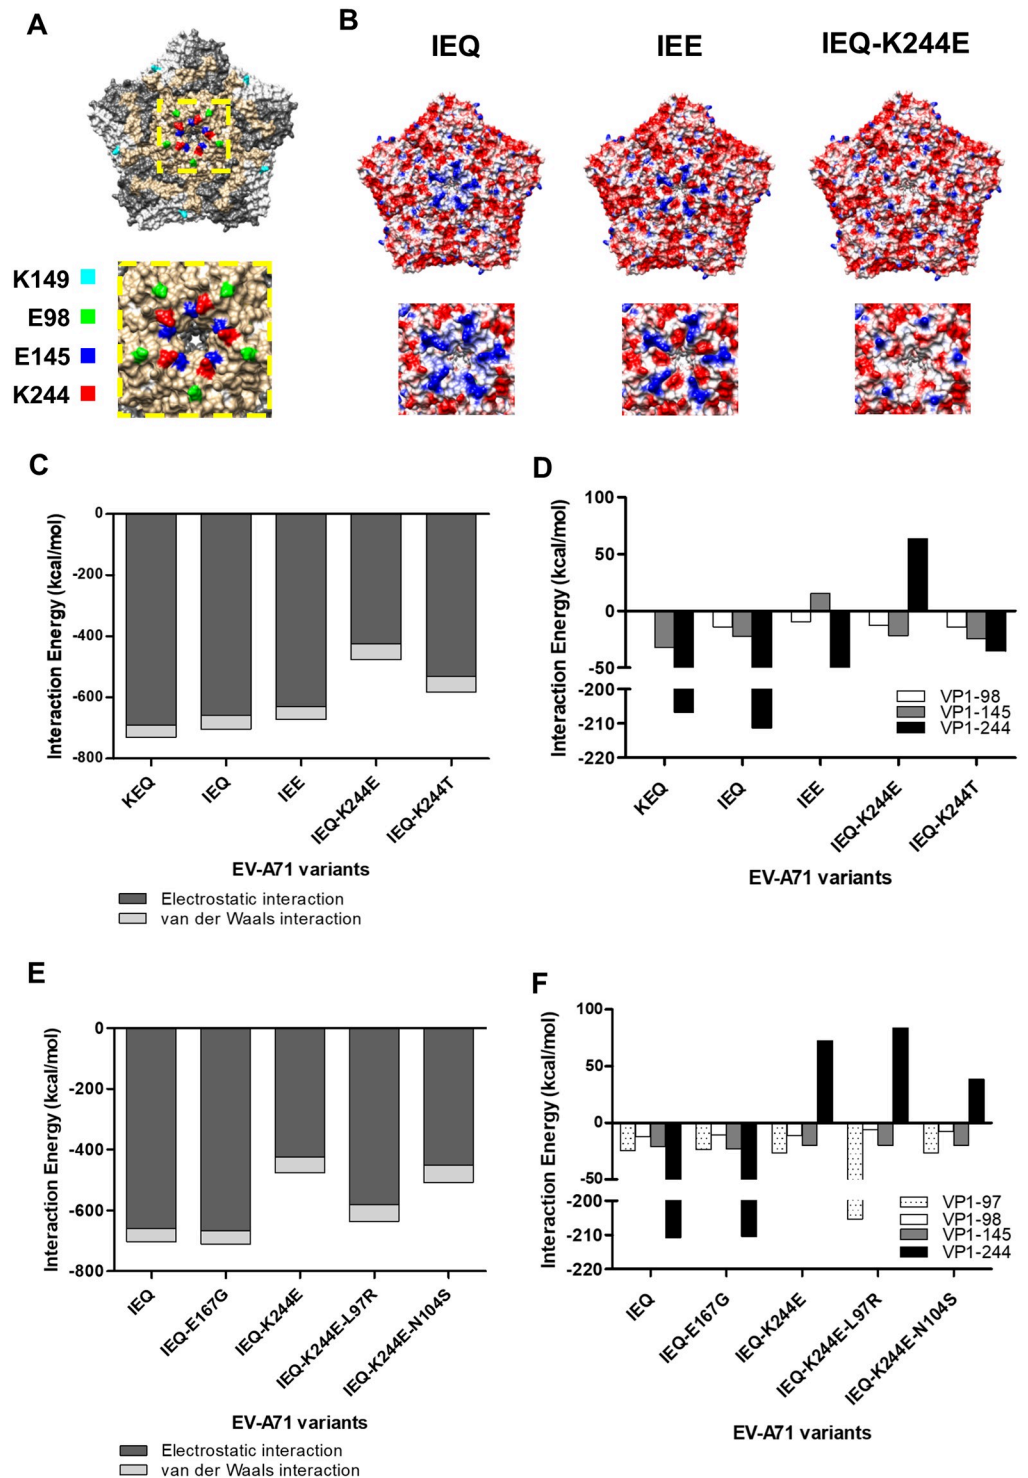 A
B
IEQ
IEE
IEQ-K244E
K149
E98
E145
K244
C
Interaction Energy (kcal/mol)
0
-200
-400
-600
-800
KEQ
IEQ
IEE
IEQ-K244E
IEQ-K244T
EV-A71 variants
Electrostatic interaction
van der Waals interaction
D
Interaction Energy (kcal/mol)
100
50
0
-50
-200
-210
-220
VP1-98
VP1-145
VP1-244
KEQ
IEQ
IEE
IEQ-K244E
IEQ-K244T
EV-A71 variants
E
Interaction Energy (kcal/mol)
0
-200
-400
-600
-800
IEQ
IEQ-E167G
IEQ-K244E
IEQ-K244E-L97R
IEQ-K244E-N104S
EV-A71 variants
Electrostatic interaction
van der Waals interaction
F
Interaction Energy (kcal/mol)
100
50
0
-50
-200
-210
-220
VP1-97
VP1-98
VP1-145
VP1-244
IEQ
IEQ-E167G
IEQ-K244E
IEQ-K244E-L97R
IEQ-K244E-N104S
EV-A71 variants